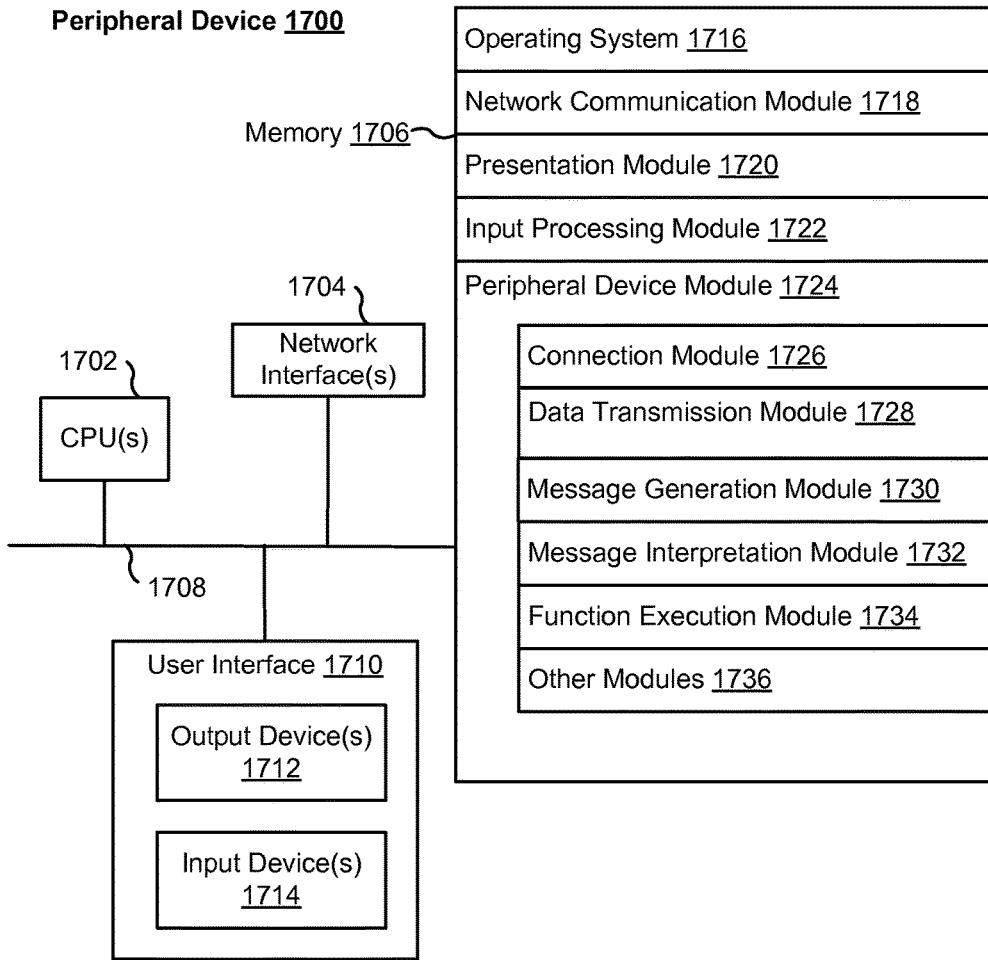 Peripheral Device 1700
Operating System 1716
Network Communication Module 1718
Memory 1706
Presentation Module 1720
Input Processing Module 1722
Peripheral Device Module 1724
1704
Network
Interface(s)
Connection Module 1726
1702
CPU(s)
Data Transmission Module 1728
Message Generation Module 1730
Message Interpretation Module 1732
1708
Function Execution Module 1734
User Interface 1710
Other Modules 1736
Output Device(s)
1712
Input Device(s)
1714